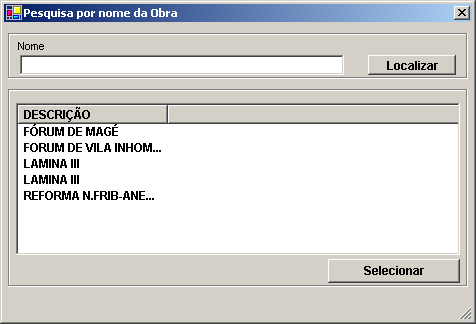 Pesquisa por nome da Obra
Nome
Localizar
DESCRIÇÃO
FÓRUM DE MAGÉ
FORUM DE VILA INHOM...
LAMINA III
LAMINA III
REFORMA N.FRIB-ANE...
Selecionar